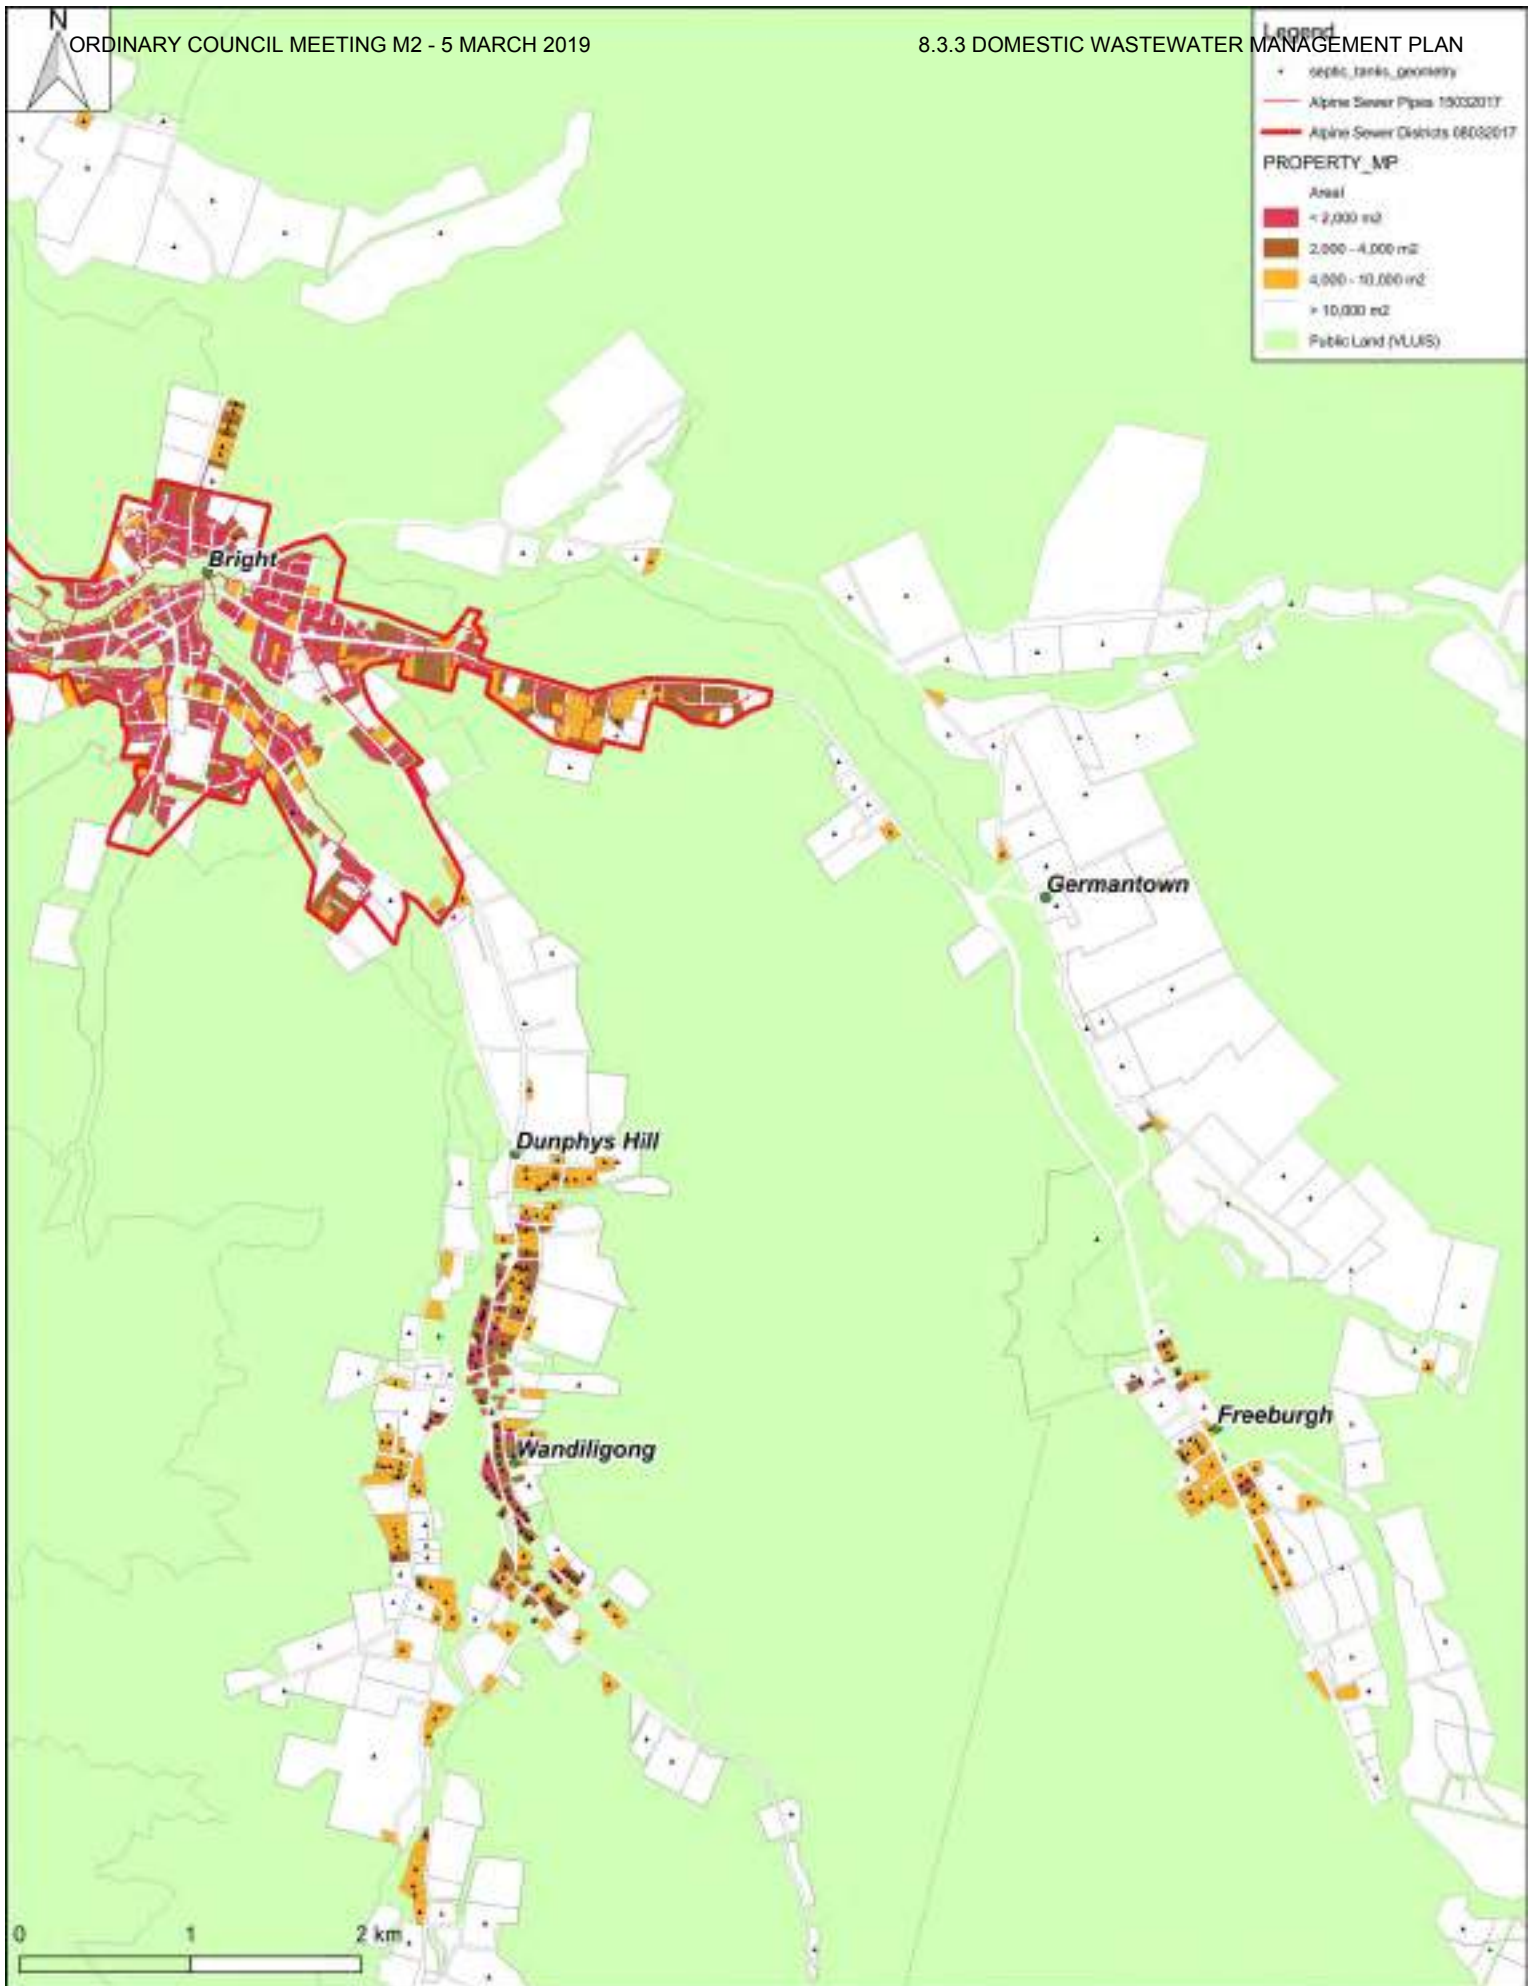 N
ORDINARY COUNCIL MEETING M2 - 5 MARCH 2019
8.3.3 DOMESTIC WASTEWATER MANAGEMENT PLAN
Legend
septic_tanks_geometry
Alpine Sewer Pipes 15032017
Alpine Sewer Districts 08032017
PROPERTY_MP
Area1
< 2,000 m2
2,000 - 4,000 m2
4,000 - 10,000 m2
> 10,000 m2
Public Land (VLUIS)
Bright
Germantown
Dunphys Hill
Freeburgh
Wandiligong
0 1 2 km